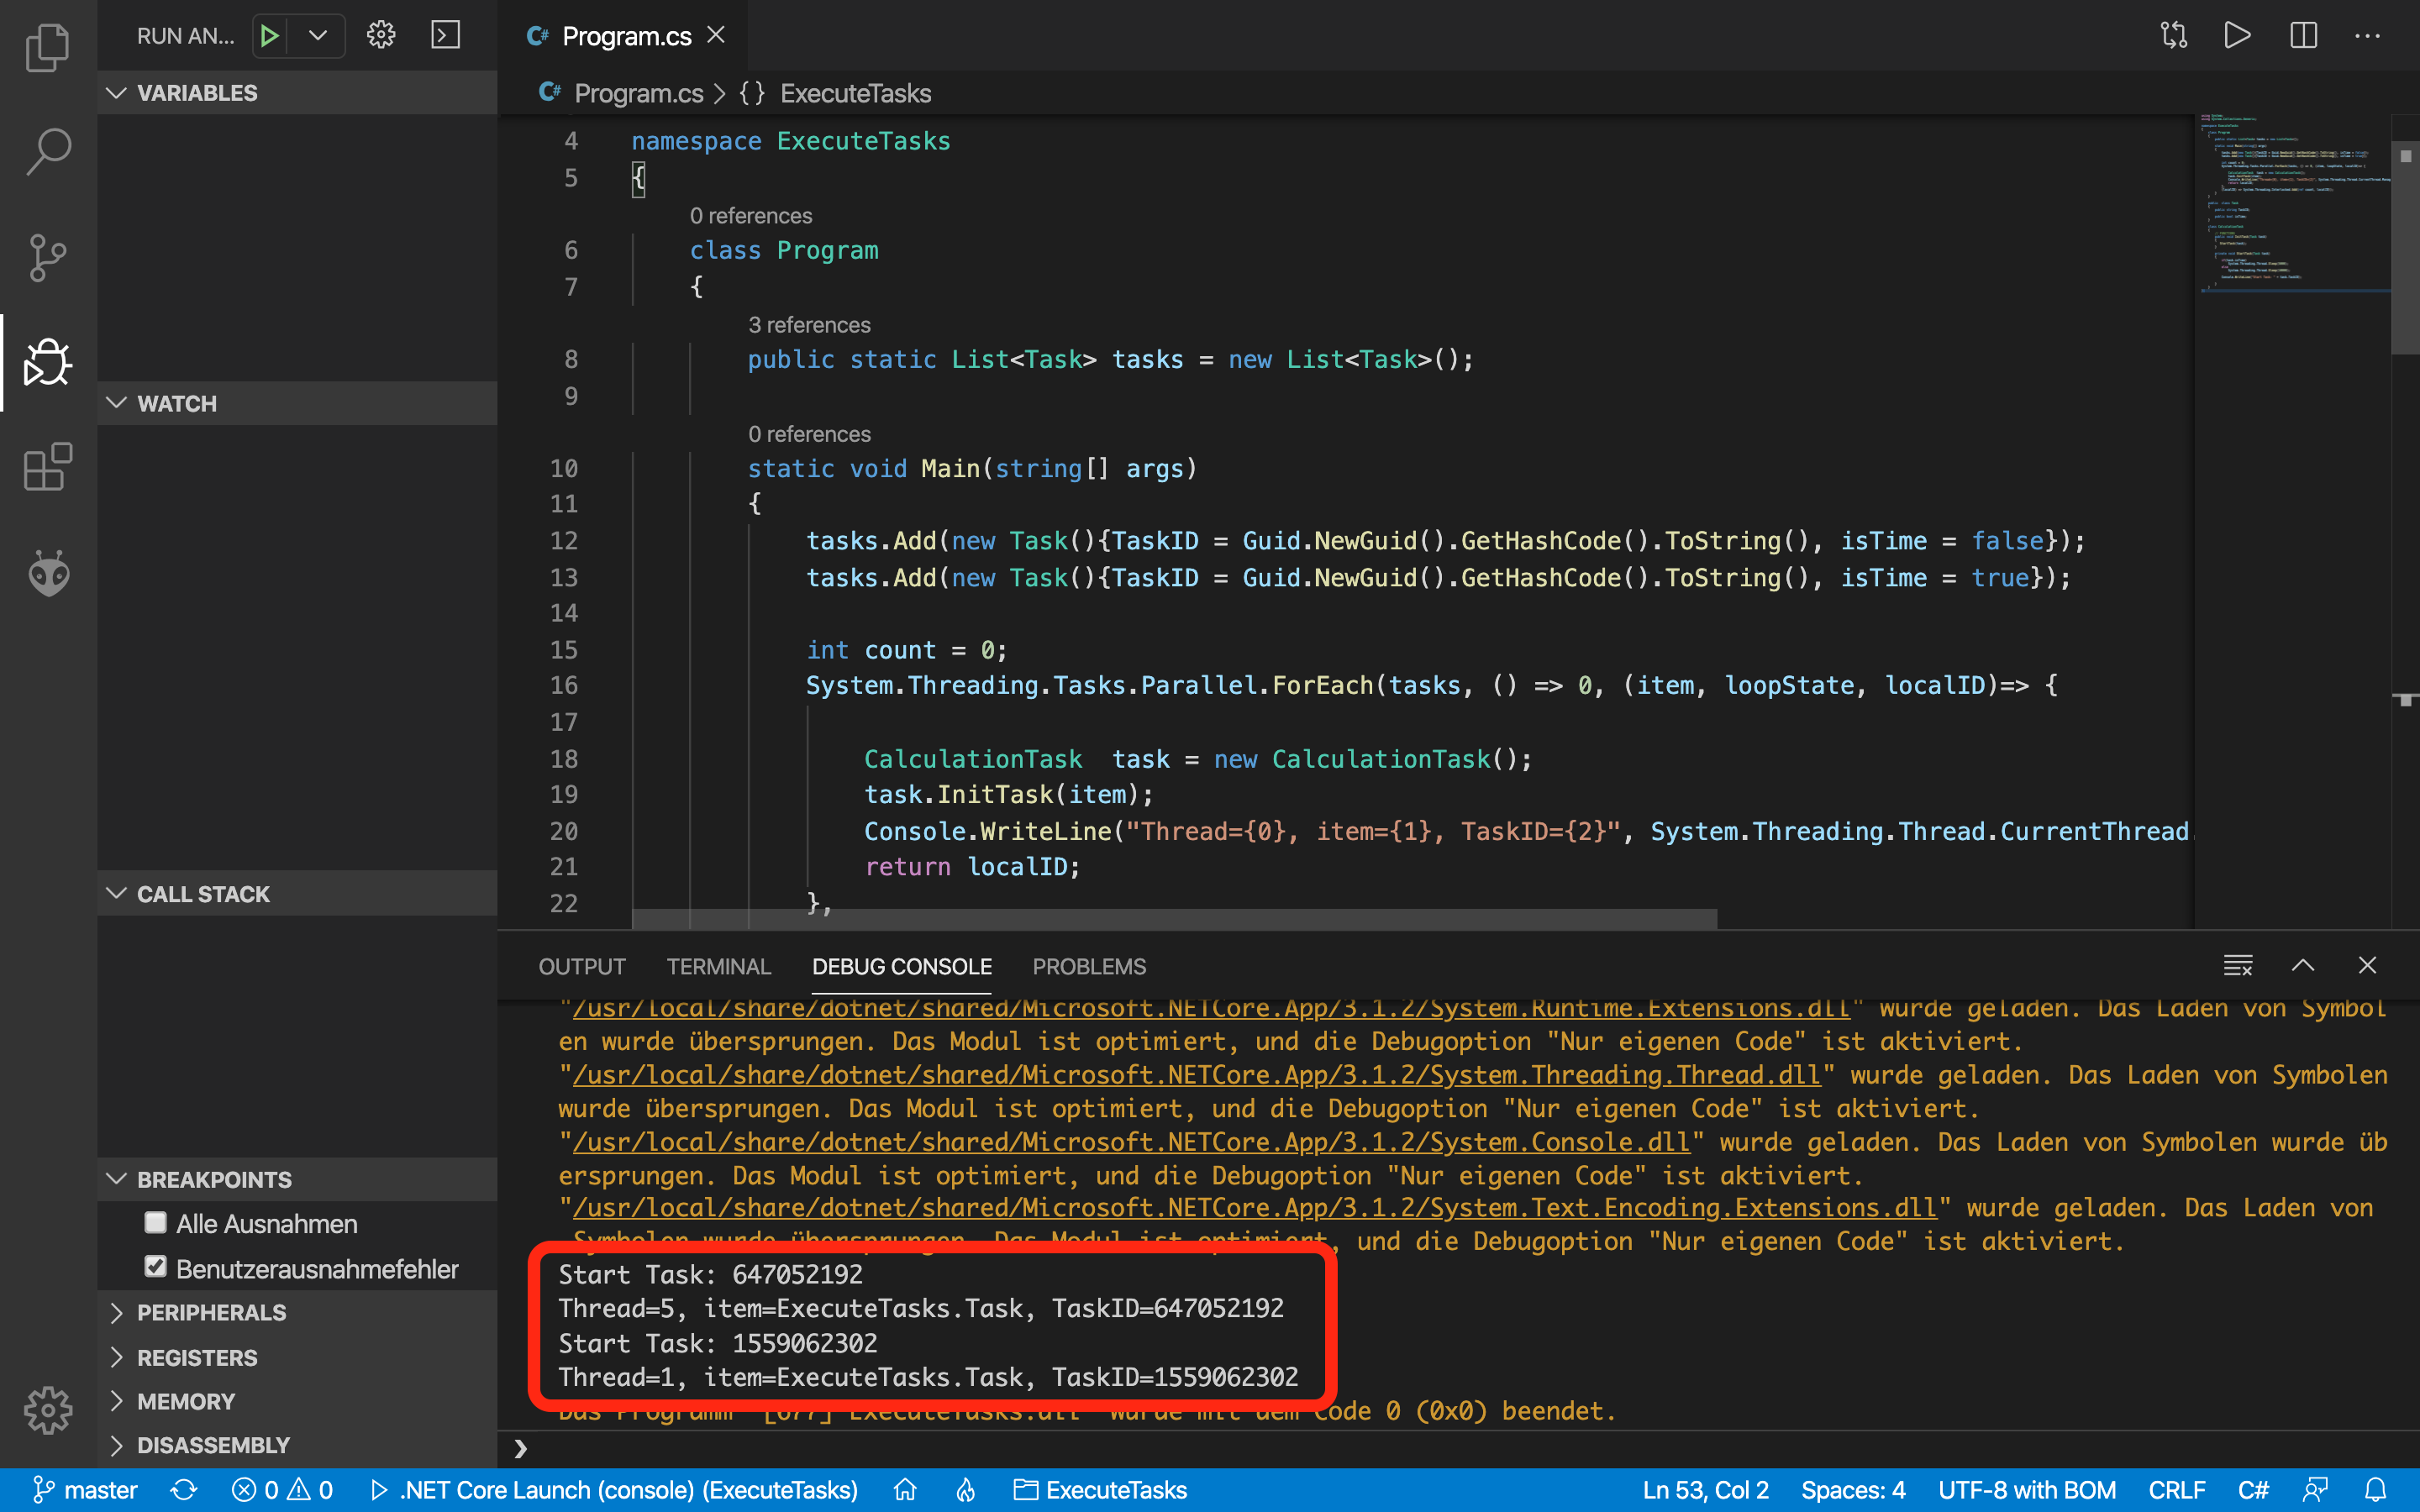 RUN AN...
VARIABLES
WATCH
CALL STACK
BREAKPOINTS
Alle Ausnahmen
Benutzerausnahmefehler
PERIPHERALS
REGISTERS
MEMORY
DISASSEMBLY
C# Program.cs
C# Program.cs > {} ExecuteTasks
4 namespace ExecuteTasks
5 {
0 references
6 class Program
7 {
3 references
8 public static List<Task> tasks = new List<Task>();
9
0 references
10 static void Main(string[] args)
11 {
12 tasks.Add(new Task(){TaskID = Guid.NewGuid().GetHashCode().ToString(), isTime = false});
13 tasks.Add(new Task(){TaskID = Guid.NewGuid().GetHashCode().ToString(), isTime = true});
14
15 int count = 0;
16 System.Threading.Tasks.Parallel.ForEach(tasks, () => 0, (item, loopState, localID)=> {
17
18 CalculationTask  task = new CalculationTask();
19 task.InitTask(item);
20 Console.WriteLine("Thread={0}, item={1}, TaskID={2}", System.Threading.Thread.CurrentThread.
21 return localID;
22 },
OUTPUT TERMINAL DEBUG CONSOLE PROBLEMS
"/usr/local/share/dotnet/shared/Microsoft.NETCore.App/3.1.2/System.Runtime.Extensions.dll" wurde geladen. Das Laden von Symbol
en wurde übersprungen. Das Modul ist optimiert, und die Debugoption "Nur eigenen Code" ist aktiviert.
"/usr/local/share/dotnet/shared/Microsoft.NETCore.App/3.1.2/System.Threading.Thread.dll" wurde geladen. Das Laden von Symbolen
wurde übersprungen. Das Modul ist optimiert, und die Debugoption "Nur eigenen Code" ist aktiviert.
"/usr/local/share/dotnet/shared/Microsoft.NETCore.App/3.1.2/System.Console.dll" wurde geladen. Das Laden von Symbolen wurde üb
ersprungen. Das Modul ist optimiert, und die Debugoption "Nur eigenen Code" ist aktiviert.
"/usr/local/share/dotnet/shared/Microsoft.NETCore.App/3.1.2/System.Text.Encoding.Extensions.dll" wurde geladen. Das Laden von
Symbolen wurde übersprungen. Das Modul ist optimiert, und die Debugoption "Nur eigenen Code" ist aktiviert.
Start Task: 647052192
Thread=5, item=ExecuteTasks.Task, TaskID=647052192
Start Task: 1559062302
Thread=1, item=ExecuteTasks.Task, TaskID=1559062302
Das Programm "[677] ExecuteTasks.dll" wurde mit dem Code 0 (0x0) beendet.
master 0 0 .NET Core Launch (console) (ExecuteTasks) ExecuteTasks Ln 53, Col 2 Spaces: 4 UTF-8 with BOM CRLF C#